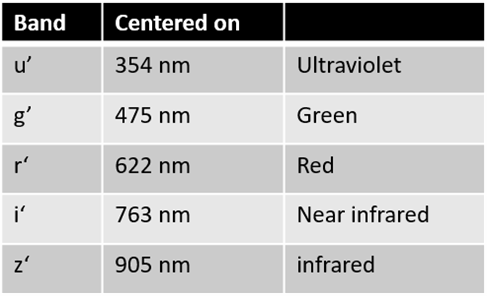 Band Centered on
u’ 354 nm Ultraviolet
g’ 475 nm Green
r‘ 622 nm Red
i‘ 763 nm Near infrared
z‘ 905 nm infrared